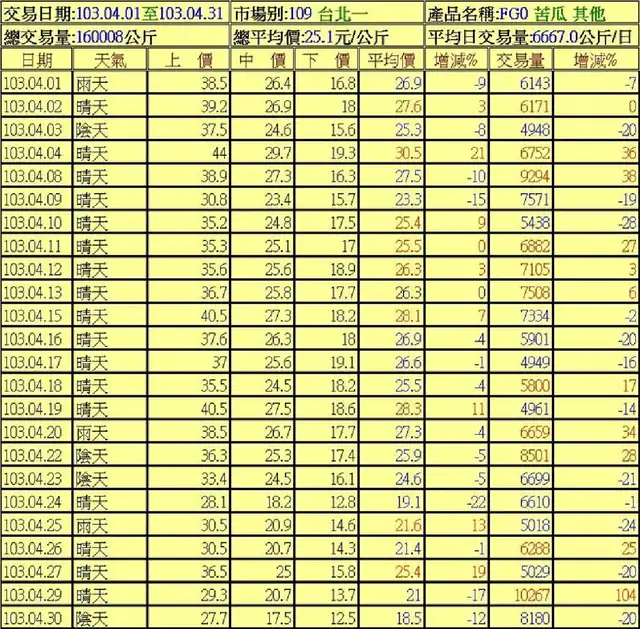 交易日期:103.04.01至103.04.31 市場別:109 台北一 產品名稱:FG0 苦瓜 其他
總交易量:160008公斤 總平均價:25.1元/公斤 平均日交易量:6667.0公斤/日
日期 天氣 上 價 中 價 下 價 平均價 增減% 交易量 增減%
103.04.01 雨天 38.5 26.4 16.8 26.9 -9 6143 -7
103.04.02 晴天 39.2 26.9 18 27.6 3 6171 0
103.04.03 陰天 37.5 24.6 15.6 25.3 -8 4948 -20
103.04.04 晴天 44 29.7 19.3 30.5 21 6752 36
103.04.08 晴天 38.9 27.3 16.3 27.5 -10 9294 38
103.04.09 晴天 30.8 23.4 15.7 23.3 -15 7571 -19
103.04.10 晴天 35.2 24.8 17.5 25.4 9 5438 -28
103.04.11 晴天 35.3 25.1 17 25.5 0 6882 27
103.04.12 晴天 35.6 25.6 18.9 26.3 3 7105 3
103.04.13 晴天 36.7 25.8 17.7 26.3 0 7508 6
103.04.15 晴天 40.5 27.3 18.2 28.1 7 7334 -2
103.04.16 晴天 37.6 26.3 18 26.9 -4 5901 -20
103.04.17 晴天 37 25.6 19.1 26.6 -1 4949 -16
103.04.18 晴天 35.5 24.5 18.2 25.5 -4 5800 17
103.04.19 晴天 40.5 27.5 18.6 28.3 11 4961 -14
103.04.20 雨天 38.5 26.7 17.7 27.3 -4 6659 34
103.04.22 陰天 36.3 25.3 17.4 25.9 -5 8501 28
103.04.23 陰天 33.4 24.5 16.1 24.6 -5 6699 -21
103.04.24 晴天 28.1 18.2 12.8 19.1 -22 6610 -1
103.04.25 雨天 30.5 20.9 14.6 21.6 13 5018 -24
103.04.26 晴天 30.5 20.7 14.3 21.4 -1 6288 25
103.04.27 晴天 36.5 25 15.8 25.4 19 5029 -20
103.04.29 晴天 29.3 20.7 13.7 21 -17 10267 104
103.04.30 陰天 27.7 17.5 12.5 18.5 -12 8180 -20